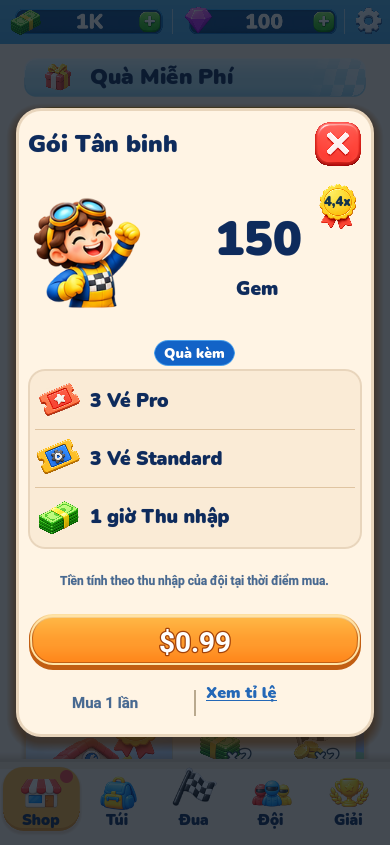 1K
100
Quà Miễn Phí
Gói Tân binh
4,4x
150
Gem
Quà kèm
3 Vé Pro
3 Vé Standard
1 giờ Thu nhập
Tiền tính theo thu nhập của đội tại thời điểm mua.
$0.99
Mua 1 lần
Xem tỉ lệ
x2
x2
Shop
Túi
Đua
Đội
Giải